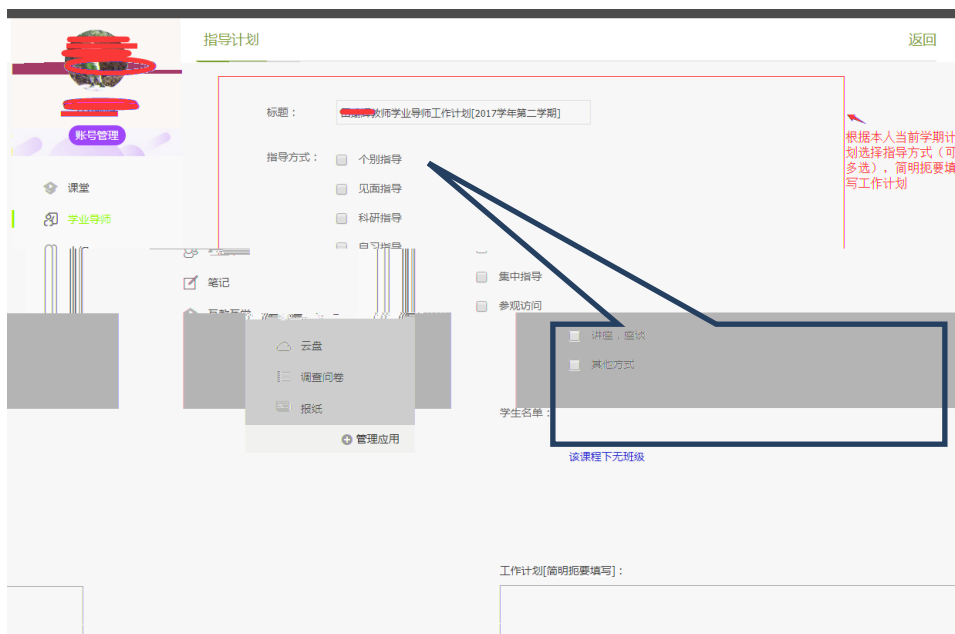 指导计划
返回
标题：
教师学业导师工作计划[2017学年第二学期]
账号管理
指导方式：
个别指导
见面指导
科研指导
自习指导
根据本人当前学期计
划选择指导方式（可
多选），简明扼要填
写工作计划
课堂
学业导师
笔记
集中指导
参观访问
讲座，座谈
其他方式
云盘
调查问卷
报纸
管理应用
学生名单：
该课程下无班级
工作计划[简明扼要填写]：